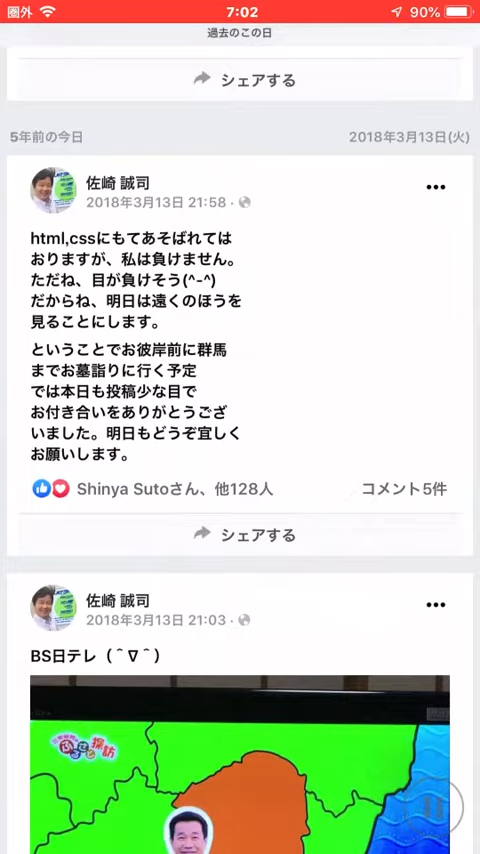 圏外 7:02 90%
過去のこの日
シェアする
5年前の今日 2018年3月13日(火)
佐崎 誠司
2018年3月13日 21:58 ·
html,cssにもてあそばれては
おりますが、私は負けません。
ただね、目が負けそう(^-^)
だからね、明日は遠くのほうを
見ることにします。
ということでお彼岸前に群馬
までお墓詣りに行く予定
では本日も投稿少な目で
お付き合いをありがとうござ
いました。明日もどうぞ宜しく
お願いします。
Shinya Sutoさん、他128人 コメント5件
シェアする
佐崎 誠司
2018年3月13日 21:03 ·
BS日テレ（＾∇＾）
ふるさと探訪